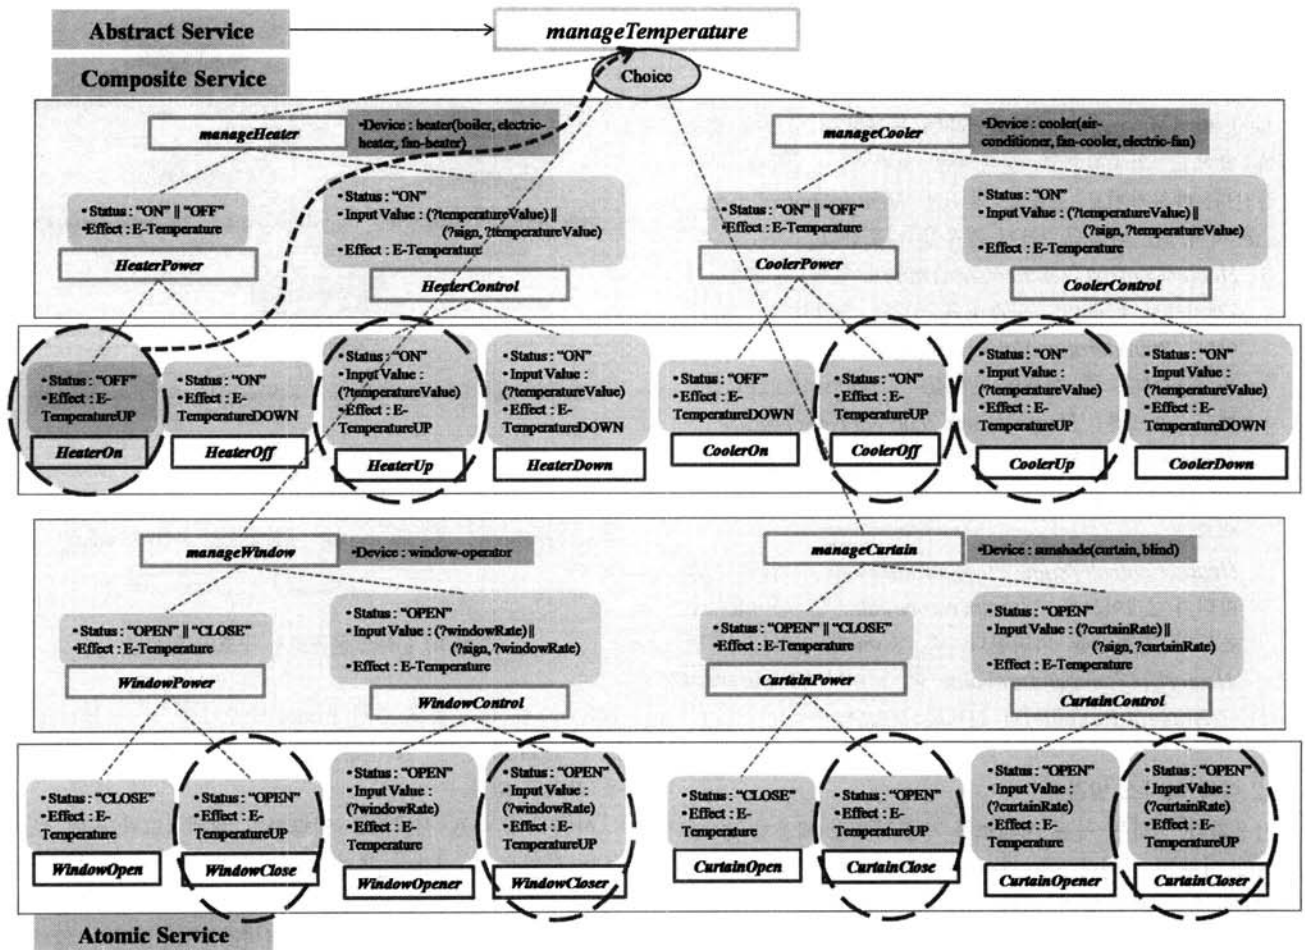 Abstract Service
manageTemperature
Composite Service
Choice
manageHeater
•Device : heater(boiler, electric-
heater, fan-heater)
manageCooler
•Device : cooler(air-
conditioner, fan-cooler, electric-fan)
• Status : “ON” || “OFF”
•Effect : E-Temperature
HeaterPower
• Status : “ON”
• Input Value : (?temperatureValue) ||
(?sign, ?temperatureValue)
• Effect : E-Temperature
HeaterControl
• Status : “ON” || “OFF”
•Effect : E-Temperature
CoolerPower
• Status : “ON”
• Input Value : (?temperatureValue) ||
(?sign, ?temperatureValue)
• Effect : E-Temperature
CoolerControl
• Status : “OFF”
• Effect : E-
TemperatureUP
HeaterOn
• Status : “ON”
• Effect : E-
TemperatureDOWN
HeaterOff
• Status : “ON”
• Input Value :
(?temperatureValue)
• Effect : E-
TemperatureUP
HeaterUp
• Status : “ON”
• Input Value :
(?temperatureValue)
• Effect : E-
TemperatureDOWN
HeaterDown
• Status : “OFF”
• Effect : E-
TemperatureDOWN
CoolerOn
• Status : “ON”
• Effect : E-
TemperatureUP
CoolerOff
• Status : “ON”
• Input Value :
(?temperatureValue)
• Effect : E-
TemperatureUP
CoolerUp
• Status : “ON”
• Input Value :
(?temperatureValue)
• Effect : E-
TemperatureDOWN
CoolerDown
manageWindow
•Device : window-operator
manageCurtain
•Device : sunshade(curtain, blind)
• Status : “OPEN” || “CLOSE”
•Effect : E-Temperature
WindowPower
• Status : “OPEN”
• Input Value : (?windowRate) ||
(?sign, ?windowRate)
• Effect : E-Temperature
WindowControl
• Status : “OPEN” || “CLOSE”
•Effect : E-Temperature
CurtainPower
• Status : “OPEN”
• Input Value : (?curtainRate) ||
(?sign, ?curtainRate)
• Effect : E-Temperature
CurtainControl
• Status : “CLOSE”
• Effect : E-
Temperature
WindowOpen
• Status : “OPEN”
• Effect : E-
TemperatureUP
WindowClose
• Status : “OPEN”
• Input Value :
(?windowRate)
• Effect : E-
Temperature
WindowOpener
• Status : “OPEN”
• Input Value :
(?windowRate)
• Effect : E-
TemperatureUP
WindowCloser
• Status : “CLOSE”
• Effect : E-
Temperature
CurtainOpen
• Status : “OPEN”
• Effect : E-
TemperatureUP
CurtainClose
• Status : “OPEN”
• Input Value :
(?curtainRate)
• Effect : E-
Temperature
CurtainOpener
• Status : “OPEN”
• Input Value :
(?curtainRate)
• Effect : E-
TemperatureUP
CurtainCloser
Atomic Service